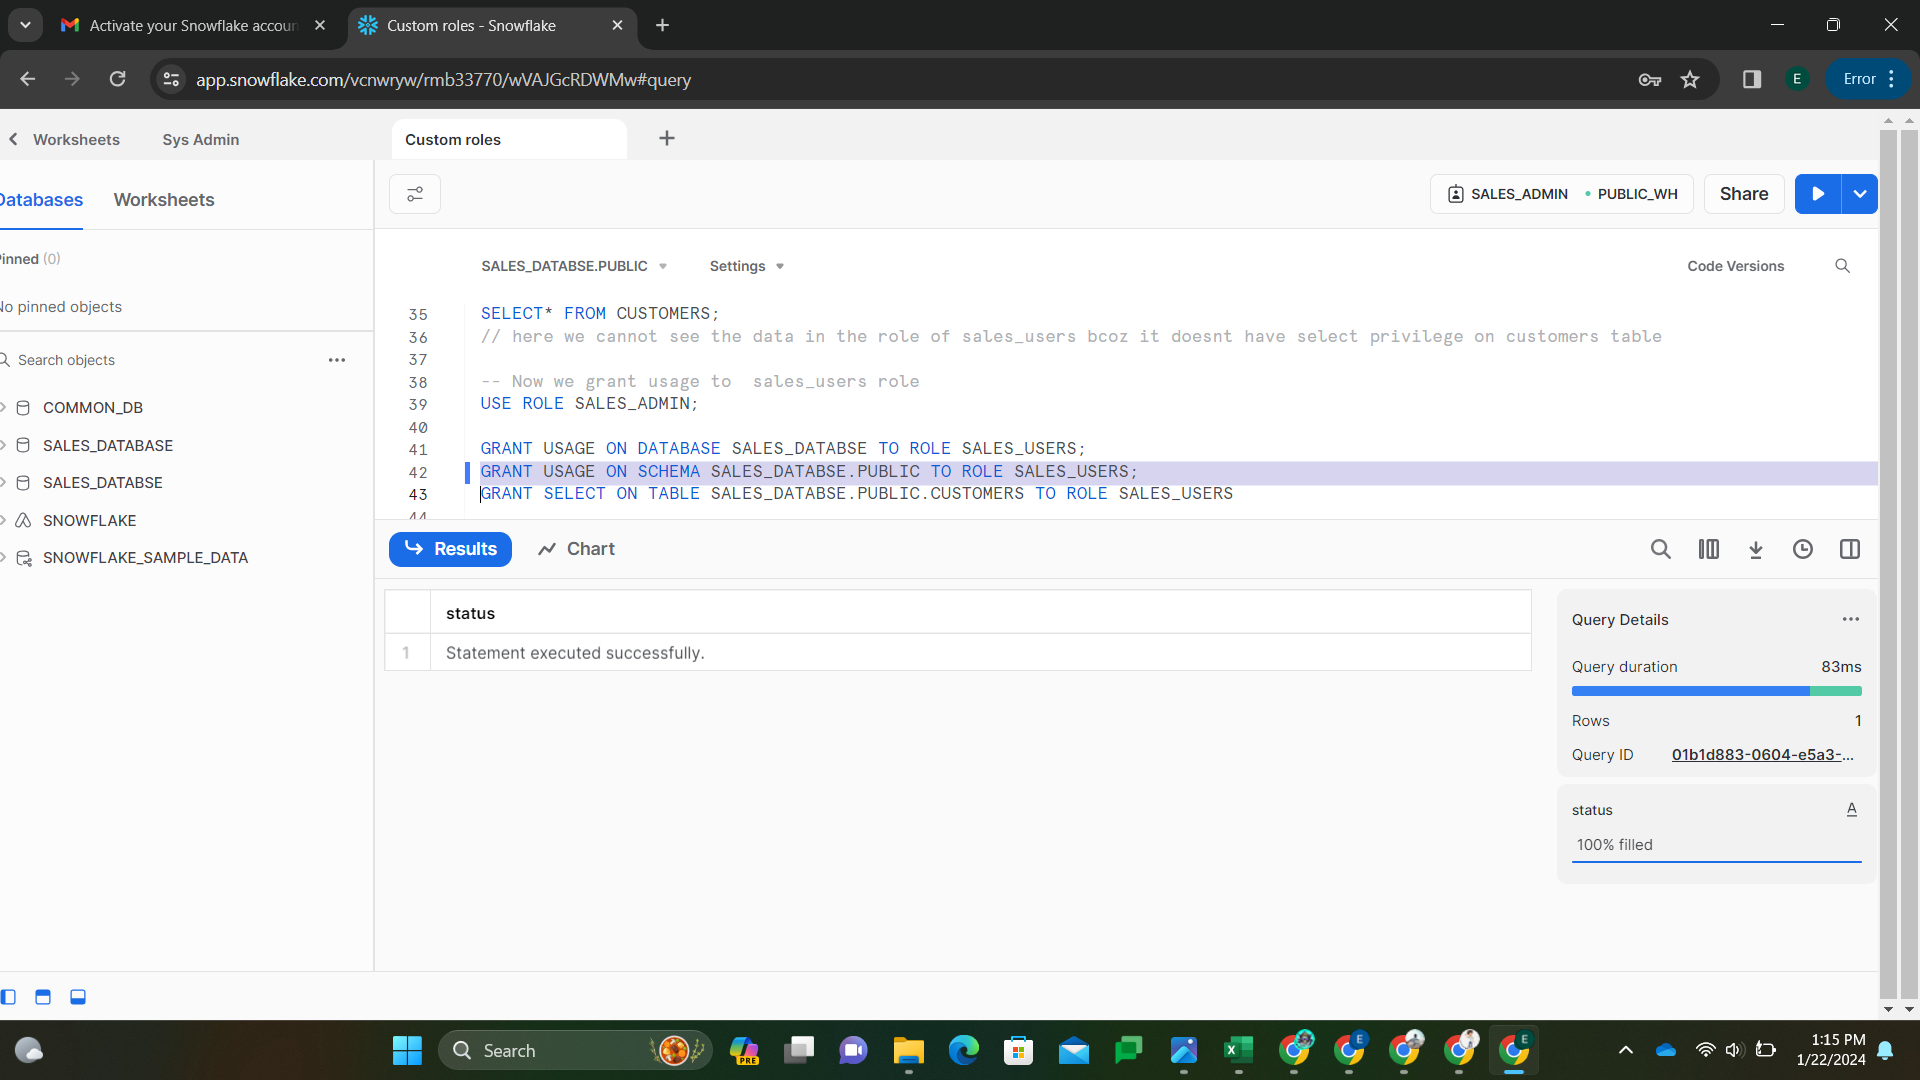 Activate your Snowflake accoun
Custom roles - Snowflake
app.snowflake.com/vcnwryw/rmb33770/wVAJGcRDWMw#query
E
Error
Worksheets
Sys Admin
Custom roles
Databases
Worksheets
SALES_ADMIN
PUBLIC_WH
Share
inned (0)
No pinned objects
Search objects
COMMON_DB
SALES_DATABASE
SALES_DATABSE
SNOWFLAKE
SNOWFLAKE_SAMPLE_DATA
SALES_DATABSE.PUBLIC
Settings
Code Versions
35 SELECT* FROM CUSTOMERS;
36 // here we cannot see the data in the role of sales_users bcoz it doesnt have select privilege on customers table
37
38 -- Now we grant usage to  sales_users role
39 USE ROLE SALES_ADMIN;
40
41 GRANT USAGE ON DATABASE SALES_DATABSE TO ROLE SALES_USERS;
42 GRANT USAGE ON SCHEMA SALES_DATABSE.PUBLIC TO ROLE SALES_USERS;
43 GRANT SELECT ON TABLE SALES_DATABSE.PUBLIC.CUSTOMERS TO ROLE SALES_USERS
44
Results
Chart
status
1 Statement executed successfully.
Query Details
Query duration 83ms
Rows 1
Query ID 01b1d883-0604-e5a3-...
status A
100% filled
Search
PRE
E
E
1:15 PM
1/22/2024